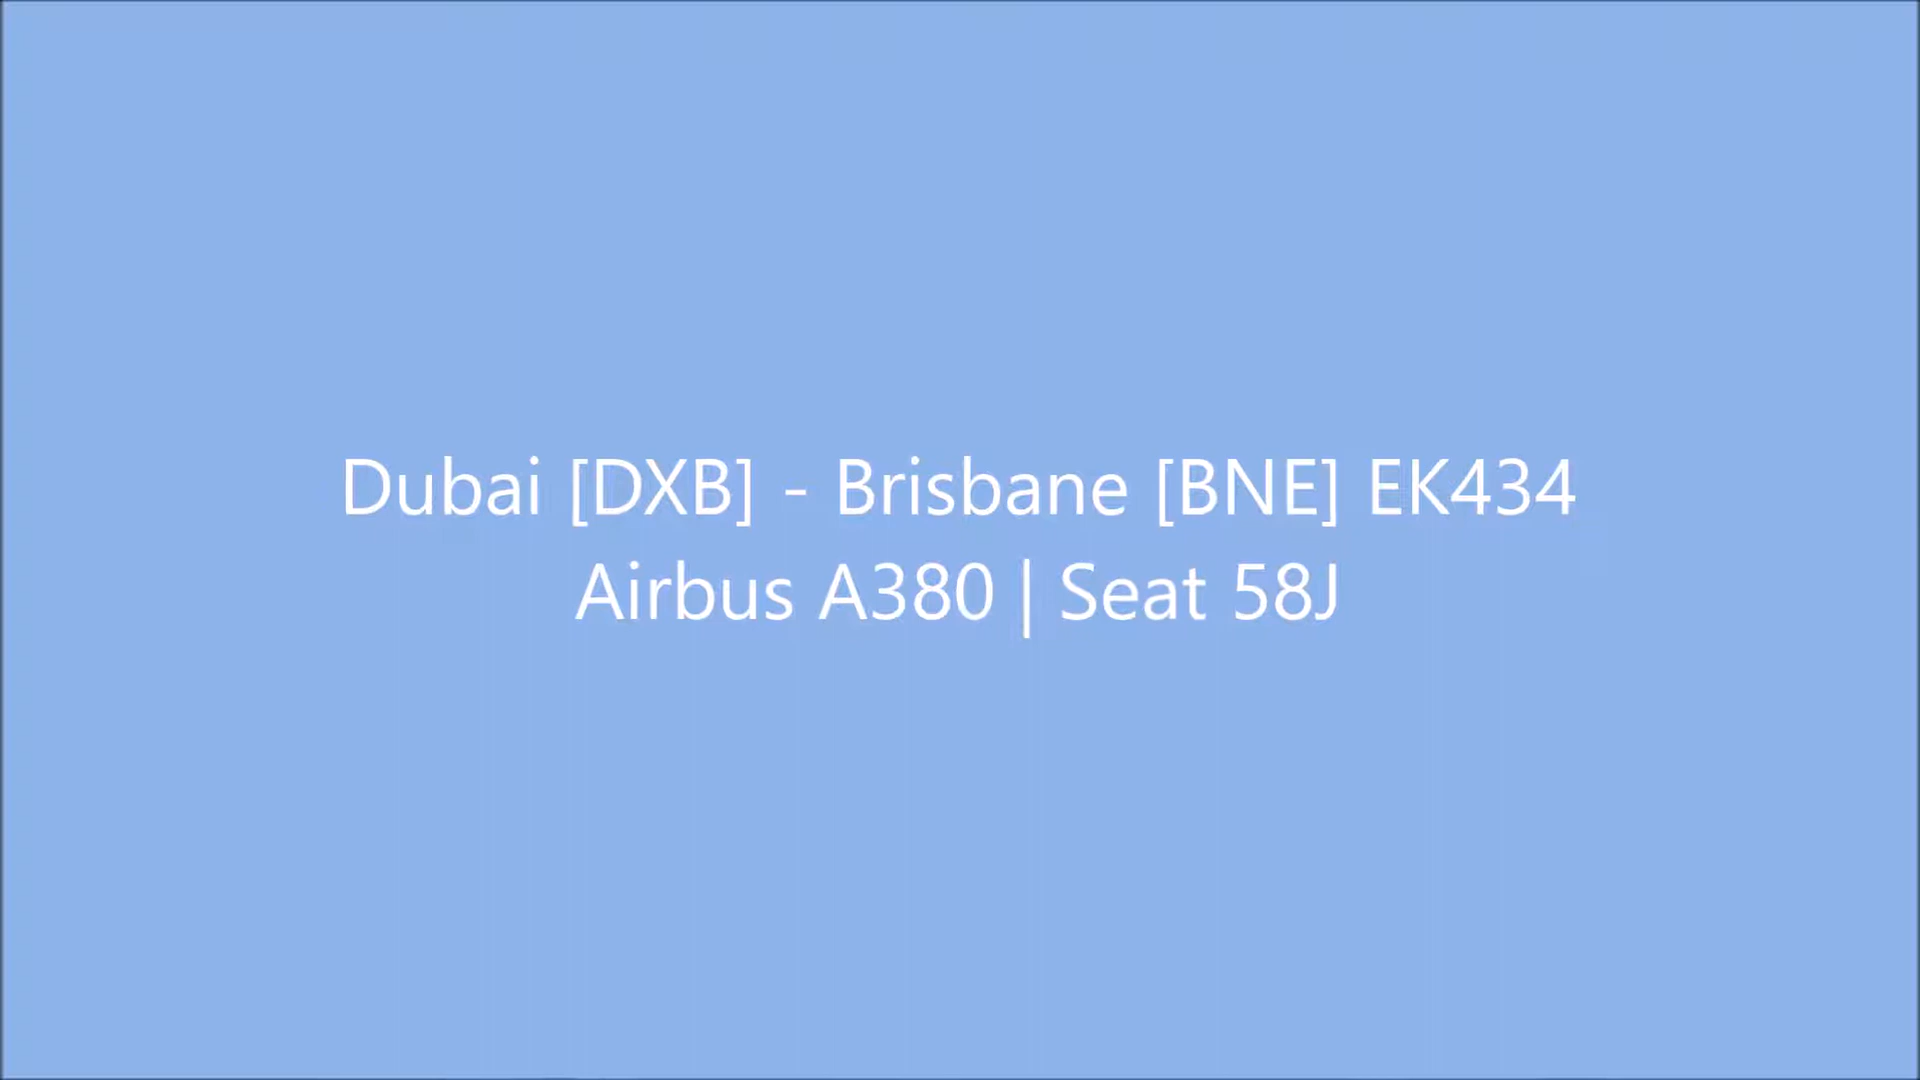 Dubai [DXB] - Brisbane [BNE] EK434
Airbus A380 | Seat 58J